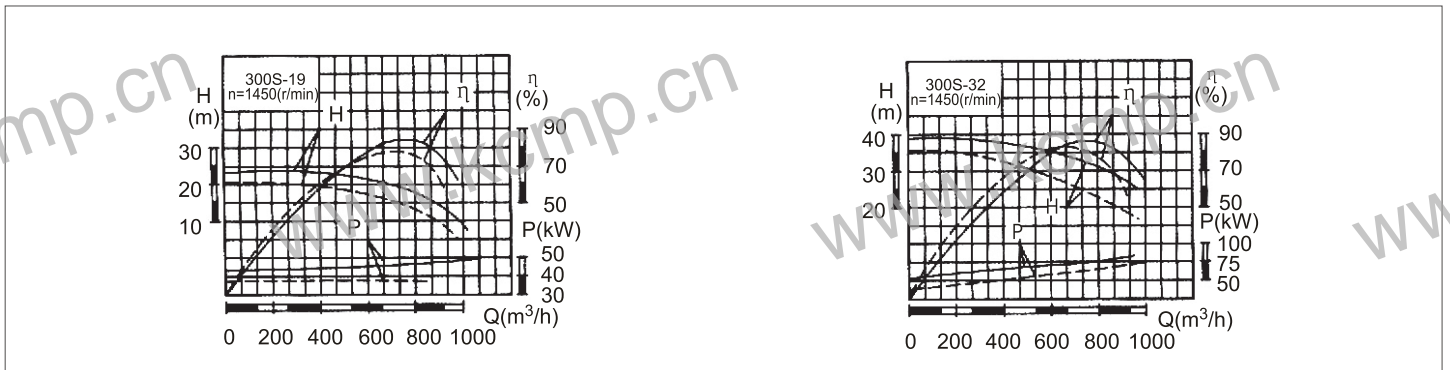 300S-19
n=1450(r/min)
H
(m)
30
20
10
H
η
P
η
(%)
90
70
50
P(kW)
50
40
30
Q(m³/h)
0 200 400 600 800 1000
300S-32
n=1450(r/min)
H
(m)
40
30
20
η
H
P
η
(%)
90
70
50
P(kW)
100
75
50
Q(m³/h)
0 200 400 600 800 1000
mp.cn
www.kcmp.cn
www.kcmp.cn
ww